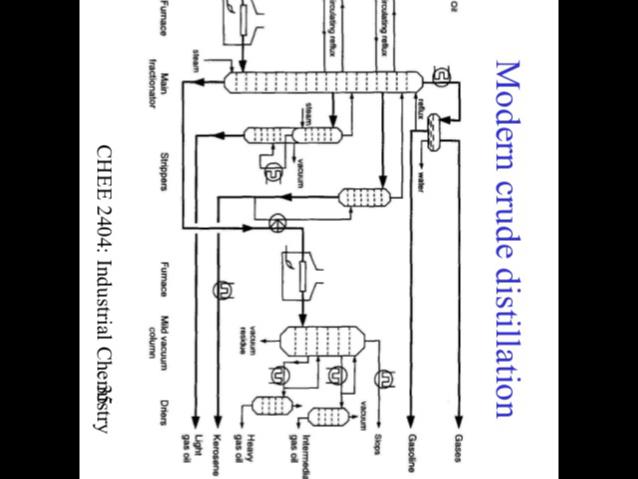 Modern crude distillation
Oil
circulating reflux
circulating reflux
Furnace
steam
Main
fractionator
reflux
water
steam
vacuum
Strippers
Furnace
vacuum
residue
Mild vacuum
column
vacuum
Driers
Gases
Gasoline
Slops
Intermedia
gas oil
Heavy
gas oil
Kerosene
Light
gas oil
CHEE 2404: Industrial Chemistry